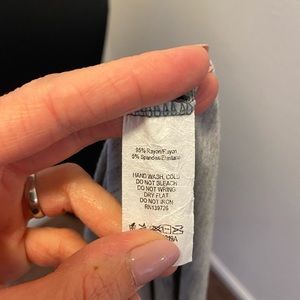 95% Rayon/Rayon
5% Spandex/Elastane
HAND WASH, COLD
DO NOT BLEACH
DO NOT WRING
DRY FLAT
DO NOT IRON
RN139726